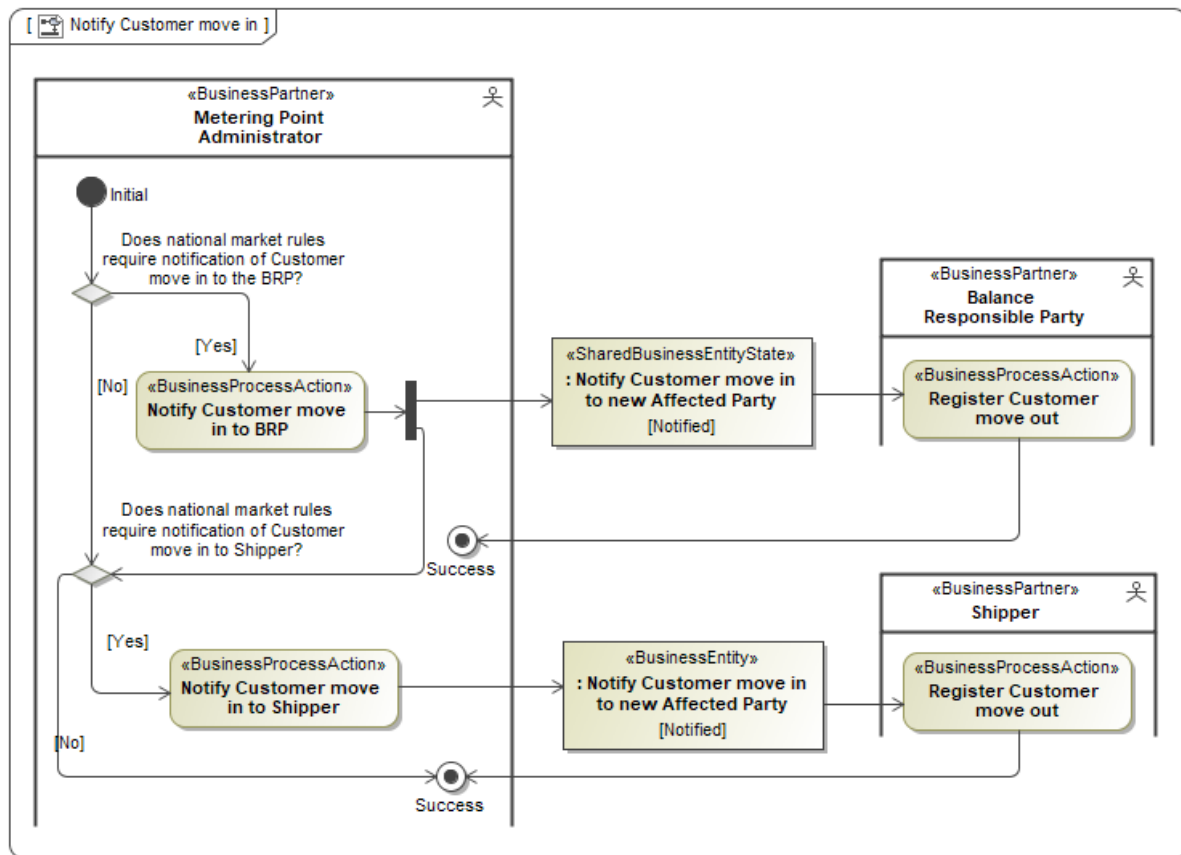 [ Notify Customer move in ]
«BusinessPartner»
Metering Point
Administrator
Initial
Does national market rules
require notification of Customer
move in to the BRP?
[Yes]
[No]
«BusinessProcessAction»
Notify Customer move
in to BRP
«SharedBusinessEntityState»
: Notify Customer move in
to new Affected Party
[Notified]
«BusinessPartner»
Balance
Responsible Party
«BusinessProcessAction»
Register Customer
move out
Does national market rules
require notification of Customer
move in to Shipper?
Success
[Yes]
«BusinessProcessAction»
Notify Customer move
in to Shipper
«BusinessEntity»
: Notify Customer move in
to new Affected Party
[Notified]
«BusinessPartner»
Shipper
«BusinessProcessAction»
Register Customer
move out
[No]
Success